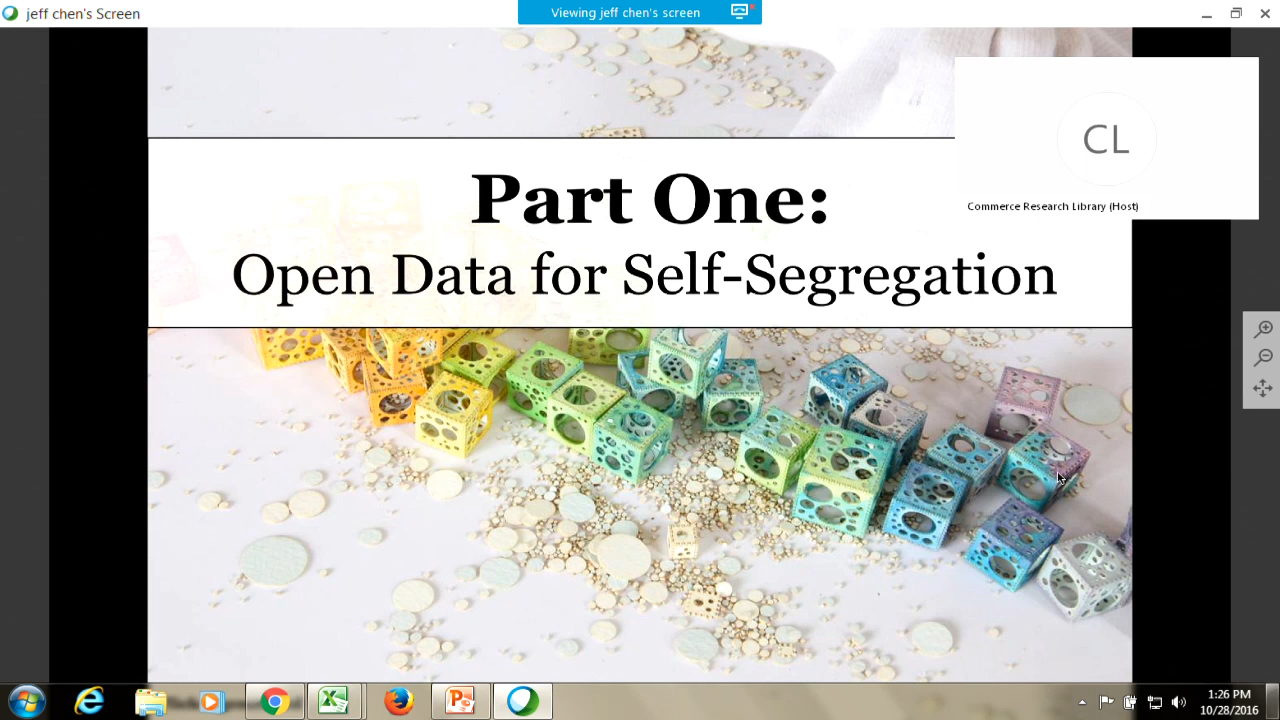 jeff chen's Screen
Viewing jeff chen's screen
CL
Commerce Research Library (Host)
Part One:
Open Data for Self-Segregation
1:26 PM
10/28/2016